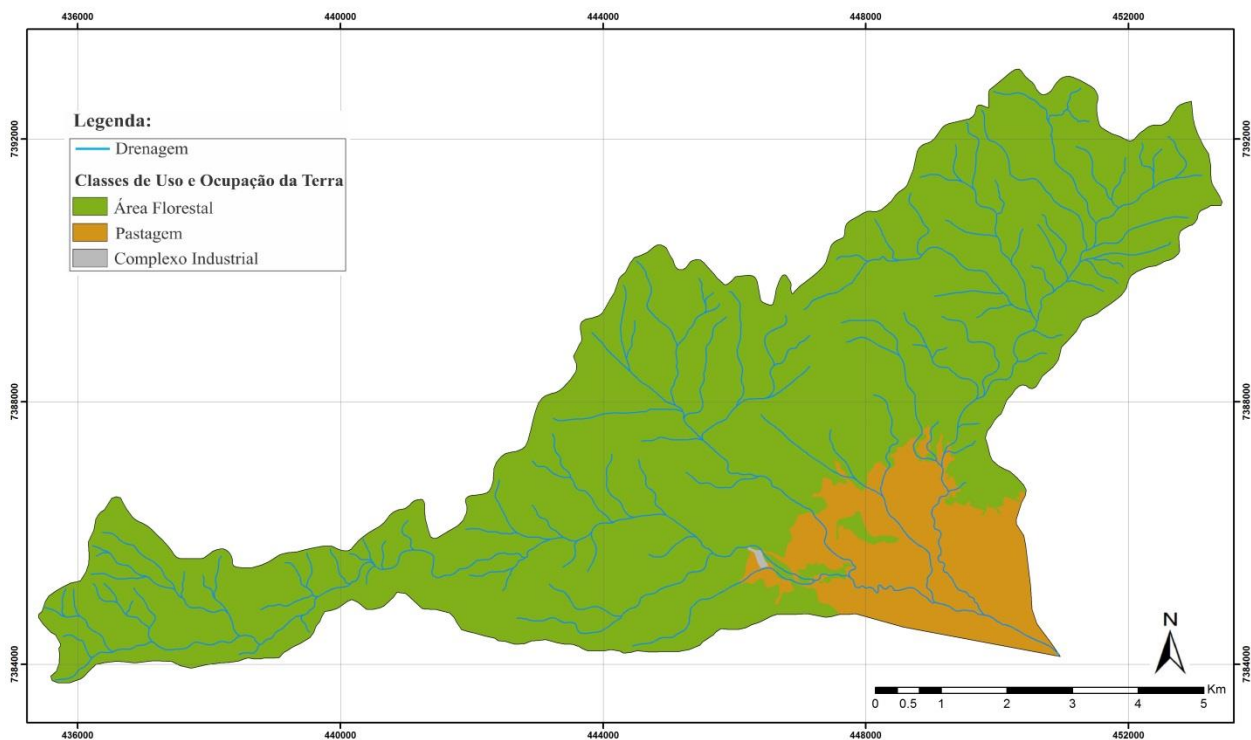 436000 440000 444000 448000 452000
Legenda:
Drenagem
Classes de Uso e Ocupação da Terra
Área Florestal
Pastagem
Complexo Industrial
7392000 7392000
7388000 7388000
7384000 7384000
N
Km
0 0.5 1 2 3 4 5
436000 440000 444000 448000 452000